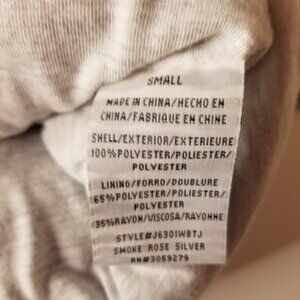 SMALL
MADE IN CHINA/HECHO EN
CHINA/FABRIQUE EN CHINE
SHELL/EXTERIOR/EXTERIEURE
100%POLYESTER/POLIESTER/
POLYESTER
LINING/FORRO/DOUBLURE
65%POLYESTER/POLIESTER/
POLYESTER
35%RAYON/VISCOSA/RAYONNE
STYLE#J6301WBTJ
SMOKE ROSE SILVER
RN#3059279